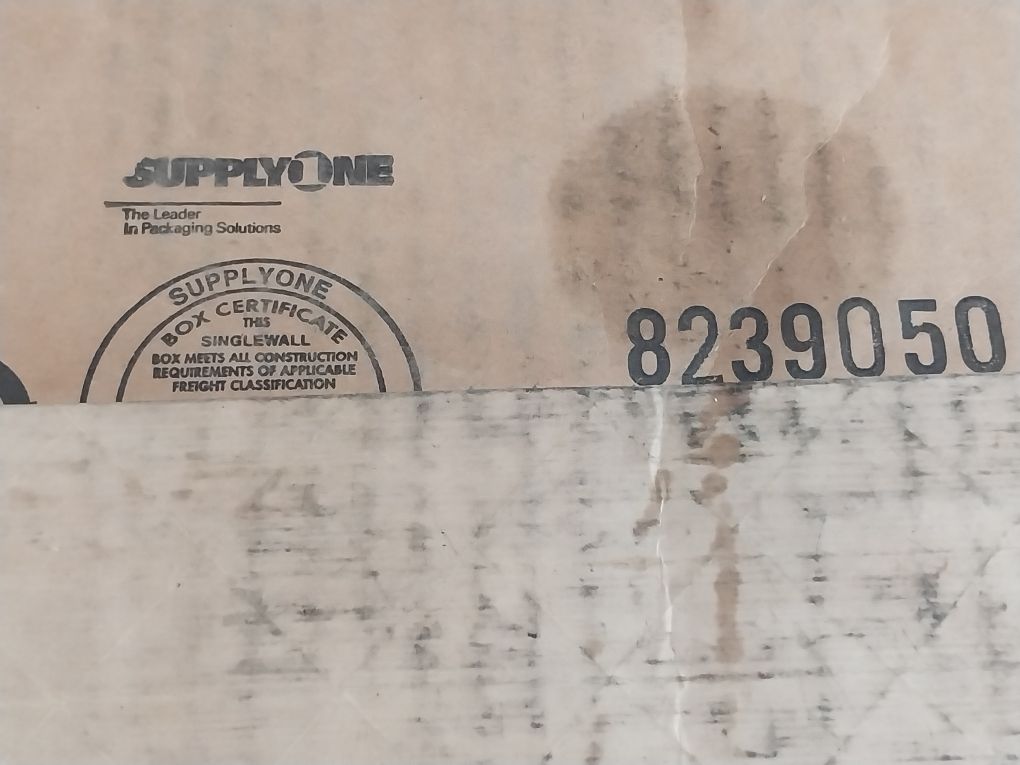 SUPPLYONE
The Leader
In Packaging Solutions
SUPPLYONE
BOX CERTIFICATE
THIS
SINGLEWALL
BOX MEETS ALL CONSTRUCTION
REQUIREMENTS OF APPLICABLE
FREIGHT CLASSIFICATION
8239050